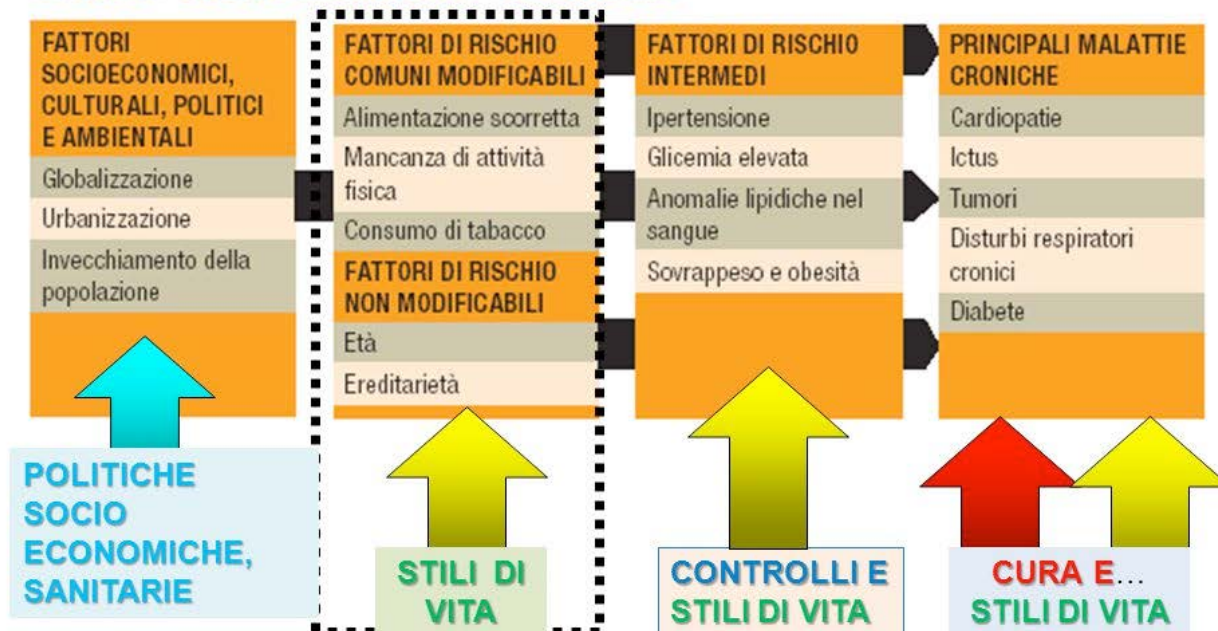 FATTORI
SOCIOECONOMICI,
CULTURALI, POLITICI
E AMBIENTALI
Globalizzazione
Urbanizzazione
Invecchiamento della
popolazione
FATTORI DI RISCHIO
COMUNI MODIFICABILI
Alimentazione scorretta
Mancanza di attività
fisica
Consumo di tabacco
FATTORI DI RISCHIO
NON MODIFICABILI
Età
Ereditarietà
FATTORI DI RISCHIO
INTERMEDI
Ipertensione
Glicemia elevata
Anomalie lipidiche nel
sangue
Sovrappeso e obesità
PRINCIPALI MALATTIE
CRONICHE
Cardiopatie
Ictus
Tumori
Disturbi respiratori
cronici
Diabete
POLITICHE
SOCIO
ECONOMICHE,
SANITARIE
STILI DI
VITA
CONTROLLI E
STILI DI VITA
CURA E...
STILI DI VITA